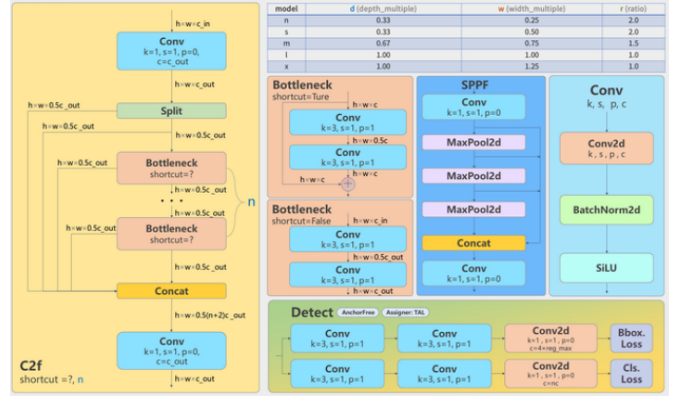 h×w×c_in
Conv
k=1, s=1, p=0,
c=c_out
h×w×c_out
Split
h×w×0.5c_out
h×w×0.5c_out
h×w×0.5c_out
h×w×0.5c_out
Bottleneck
shortcut=?
h×w×0.5c_out
• • •
n
h×w×0.5c_out
Bottleneck
shortcut=?
h×w×0.5c_out
h×w×0.5c_out
Concat
h×w×0.5(n+2)c_out
Conv
k=1, s=1, p=0,
c=c_out
h×w×c_out
C2f
shortcut =?, n
model d (depth_multiple) w (width_multiple) r (ratio)
n 0.33 0.25 2.0
s 0.33 0.50 2.0
m 0.67 0.75 1.5
l 1.00 1.00 1.0
x 1.00 1.25 1.0
Bottleneck
shortcut=Ture
h×w×c
Conv
k=3, s=1, p=1
h×w×0.5c
Conv
k=3, s=1, p=1
h×w×c
h×w×c
+
Bottleneck
shortcut=False
h×w×c_in
Conv
k=3, s=1, p=1
h×w×0.5c_out
Conv
k=3, s=1, p=1
h×w×c_out
SPPF
Conv
k=1, s=1, p=0
MaxPool2d
MaxPool2d
MaxPool2d
Concat
Conv
k=1, s=1, p=0
Conv
k, s, p, c
Conv2d
k, s, p, c
BatchNorm2d
SiLU
Detect AnchorFree Assigner: TAL
Conv
k=3, s=1, p=1
Conv
k=3, s=1, p=1
Conv2d
k=1, s=1, p=0
c=4×reg_max
Bbox.
Loss
Conv
k=3, s=1, p=1
Conv
k=3, s=1, p=1
Conv2d
k=1, s=1, p=0
c=nc
Cls.
Loss